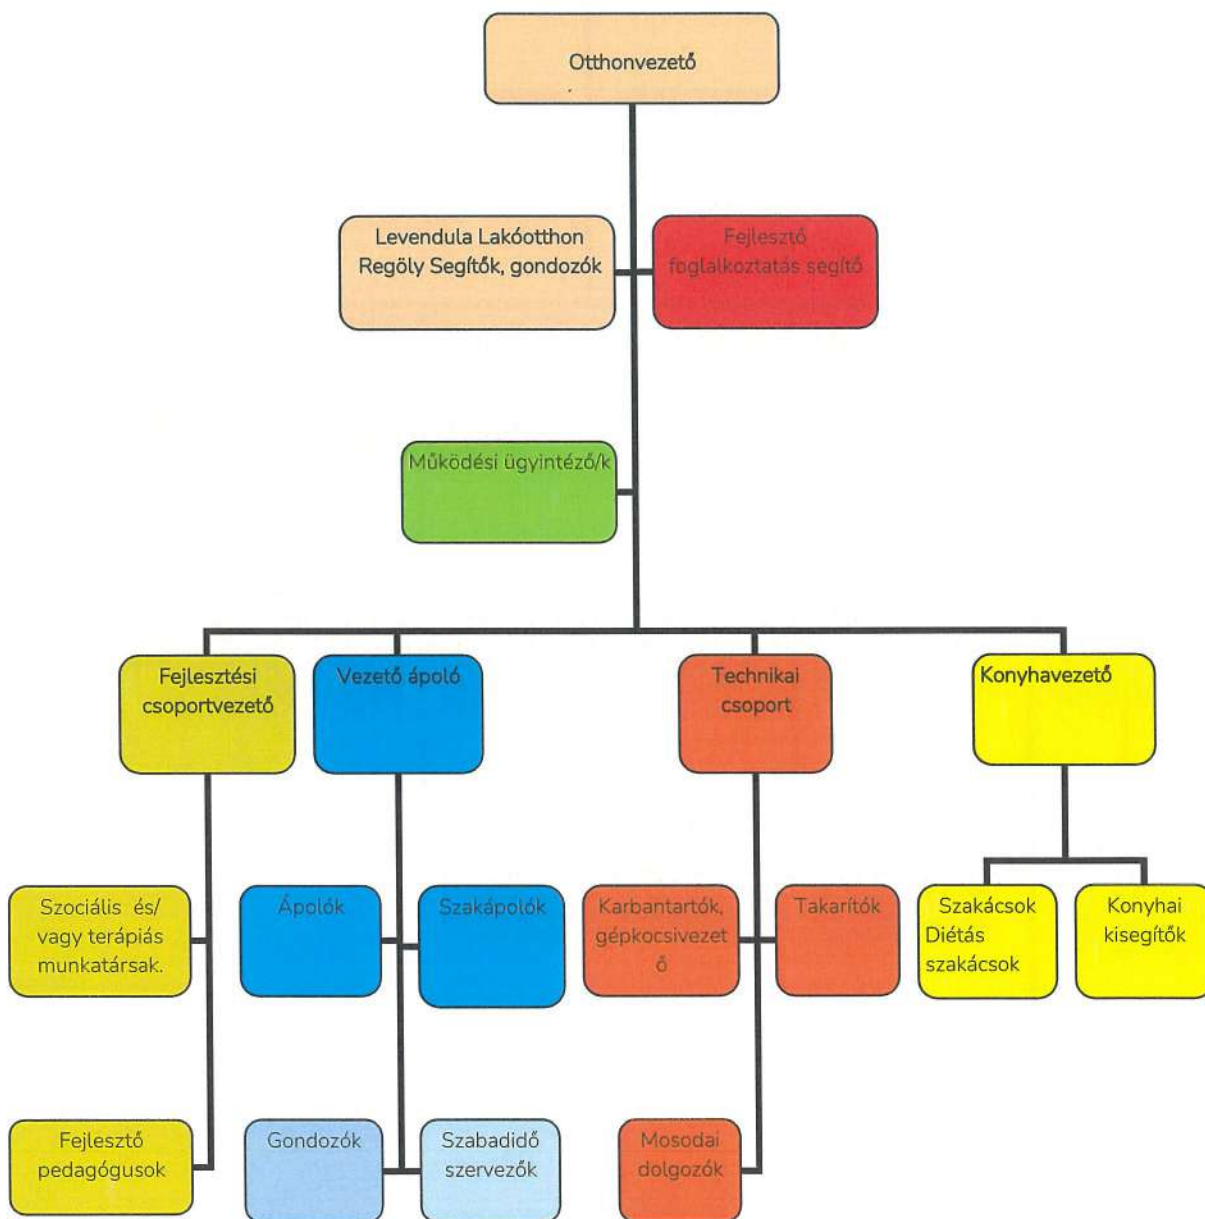 Otthonvezető
Levendula Lakóotthon
Regöly Segítők, gondozók
Fejlesztő
foglalkoztatás segítő
Működési ügyintéző/k
Fejlesztési
csoportvezető
Vezető ápoló
Technikai
csoport
Konyhavezető
Szociális és/
vagy terápiás
munkatársak.
Ápolók
Szakápolók
Karbantartók,
gépkocsivezet
ő
Takarítók
Szakácsok
Diétás
szakácsok
Konyhai
kisegítők
Fejlesztő
pedagógusok
Gondozók
Szabadidő
szervezők
Mosodai
dolgozók